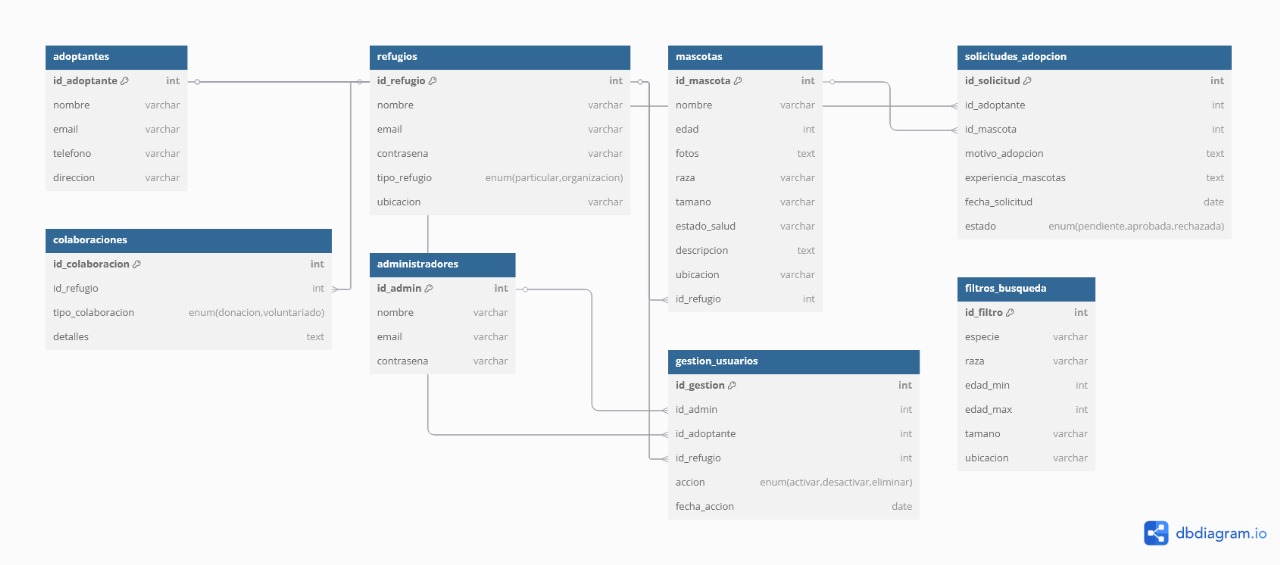 adoptantes
id_adoptante int
nombre varchar
email varchar
telefono varchar
direccion varchar
refugios
id_refugio int
nombre varchar
email varchar
contrasena varchar
tipo_refugio enum(particular,organizacion)
ubicacion varchar
mascotas
id_mascota int
nombre varchar
edad int
fotos text
raza varchar
tamano varchar
estado_salud varchar
descripcion text
ubicacion varchar
id_refugio int
solicitudes_adopcion
id_solicitud int
id_adoptante int
id_mascota int
motivo_adopcion text
experiencia_mascotas text
fecha_solicitud date
estado enum(pendiente,aprobada,rechazada)
colaboraciones
id_colaboracion int
id_refugio int
tipo_colaboracion enum(donacion,voluntariado)
detalles text
administradores
id_admin int
nombre varchar
email varchar
contrasena varchar
gestion_usuarios
id_gestion int
id_admin int
id_adoptante int
id_refugio int
accion enum(activar,desactivar,eliminar)
fecha_accion date
filtros_busqueda
id_filtro int
especie varchar
raza varchar
edad_min int
edad_max int
tamano varchar
ubicacion varchar
dbdiagram.io